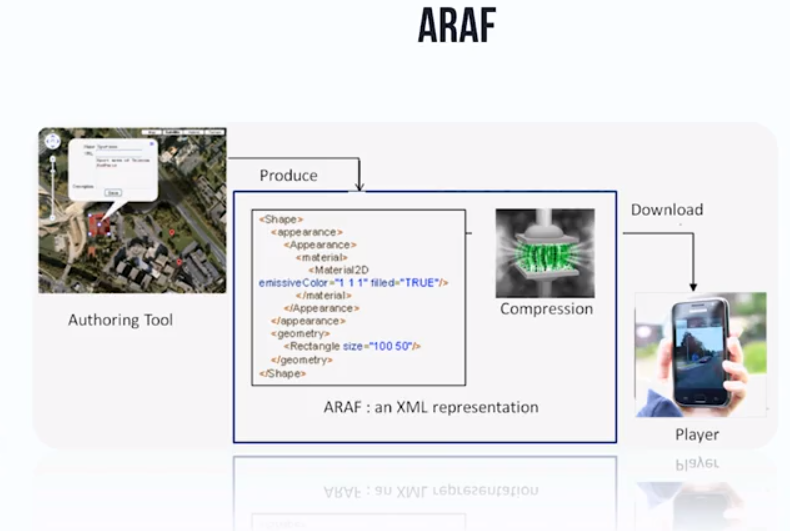 ARAF
Produce
Download
<Shape>
<appearance>
<Appearance>
<material>
<Material2D
emissiveColor="1 1 1" filled="TRUE"/>
</material>
</Appearance>
</appearance>
<geometry>
<Rectangle size="100 50"/>
</geometry>
</Shape>
Compression
Authoring Tool
ARAF : an XML representation
Player